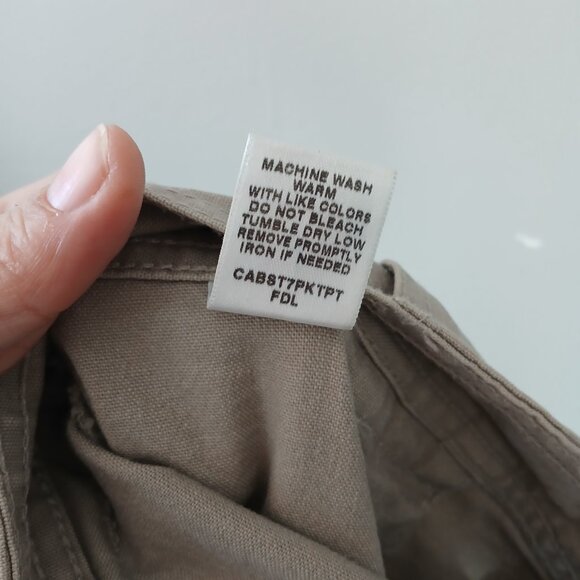 MACHINE WASH
WARM
WITH LIKE COLORS
DO NOT BLEACH
TUMBLE DRY LOW
REMOVE PROMPTLY
IRON IF NEEDED
CABST7PKTPT
FDL